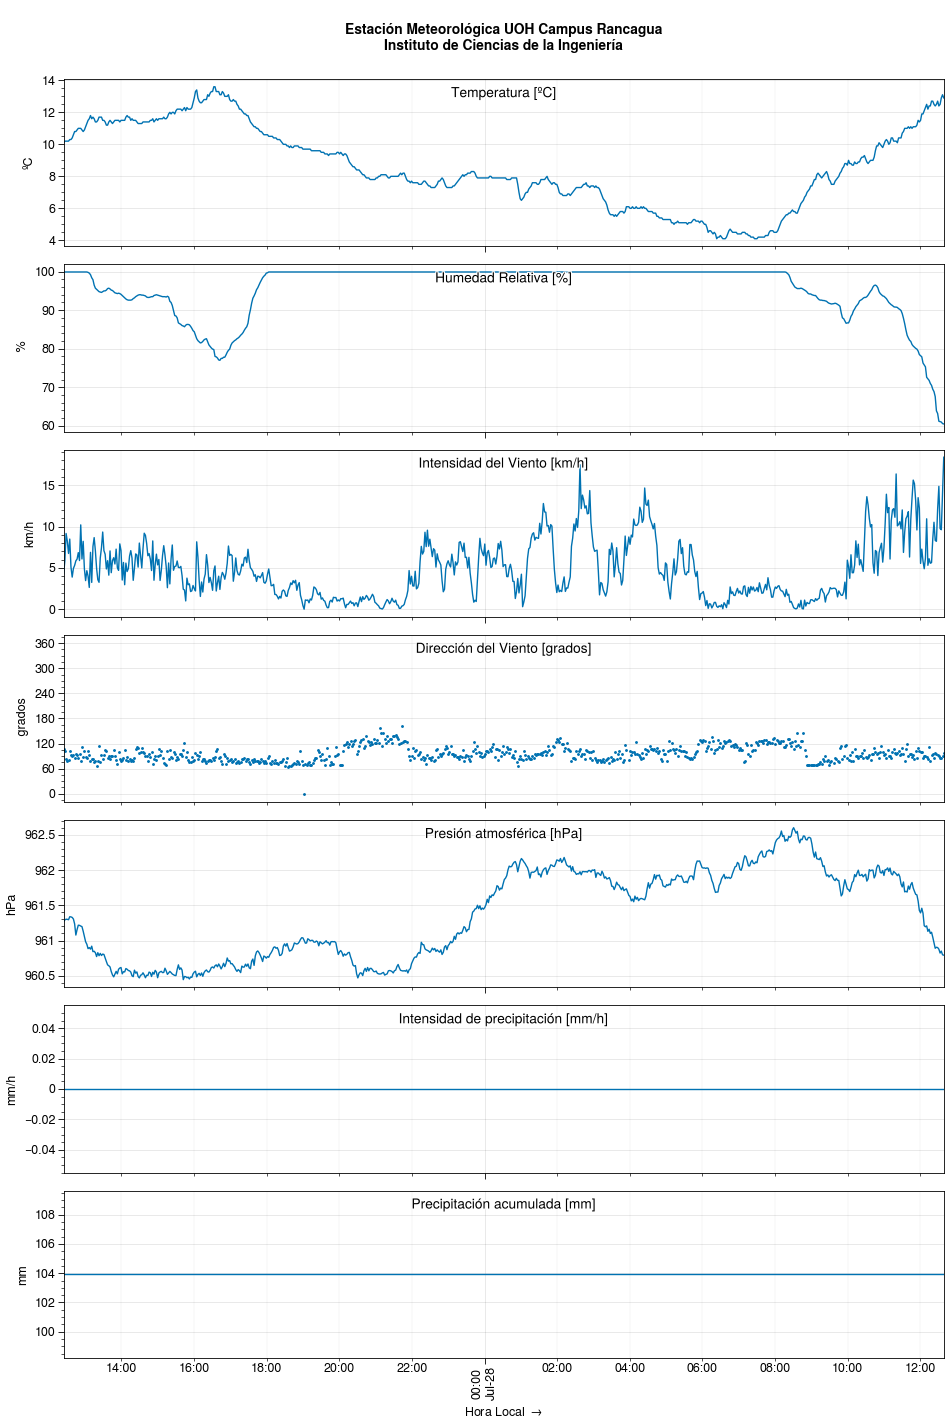 Estación Meteorológica UOH Campus Rancagua
Instituto de Ciencias de la Ingeniería
Temperatura [ºC]
ºC
14
12
10
8
6
4
Humedad Relativa [%]
%
100
90
80
70
60
Intensidad del Viento [km/h]
km/h
15
10
5
0
Dirección del Viento [grados]
grados
360
300
240
180
120
60
0
Presión atmosférica [hPa]
hPa
962.5
962
961.5
961
960.5
Intensidad de precipitación [mm/h]
mm/h
0.04
0.02
0
−0.02
−0.04
Precipitación acumulada [mm]
mm
108
106
104
102
100
14:00 16:00 18:00 20:00 22:00 00:00 02:00 04:00 06:00 08:00 10:00 12:00
Jul-28
Hora Local →